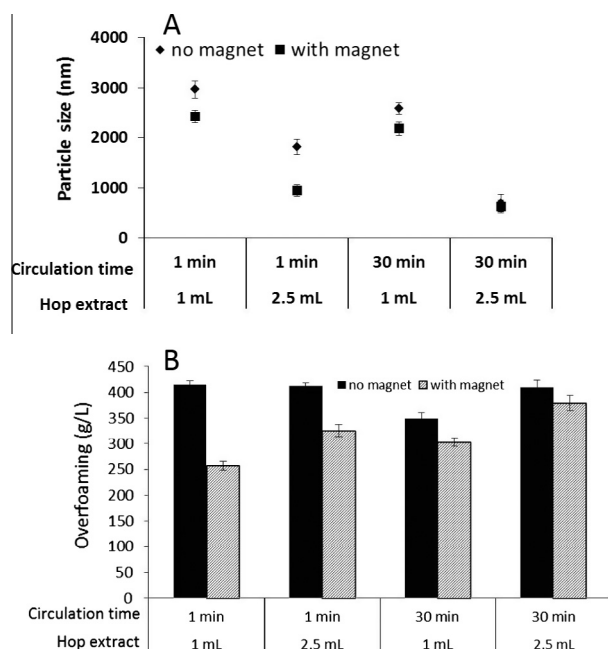 A
◆ no magnet ■ with magnet
Particle size (nm)
4000
3000
2000
1000
0
Circulation time 1 min 1 min 30 min 30 min
Hop extract 1 mL 2.5 mL 1 mL 2.5 mL
B
no magnet with magnet
Overfoaming (g/L)
450
400
350
300
250
200
150
100
50
0
Circulation time 1 min 1 min 30 min 30 min
Hop extract 1 mL 2.5 mL 1 mL 2.5 mL